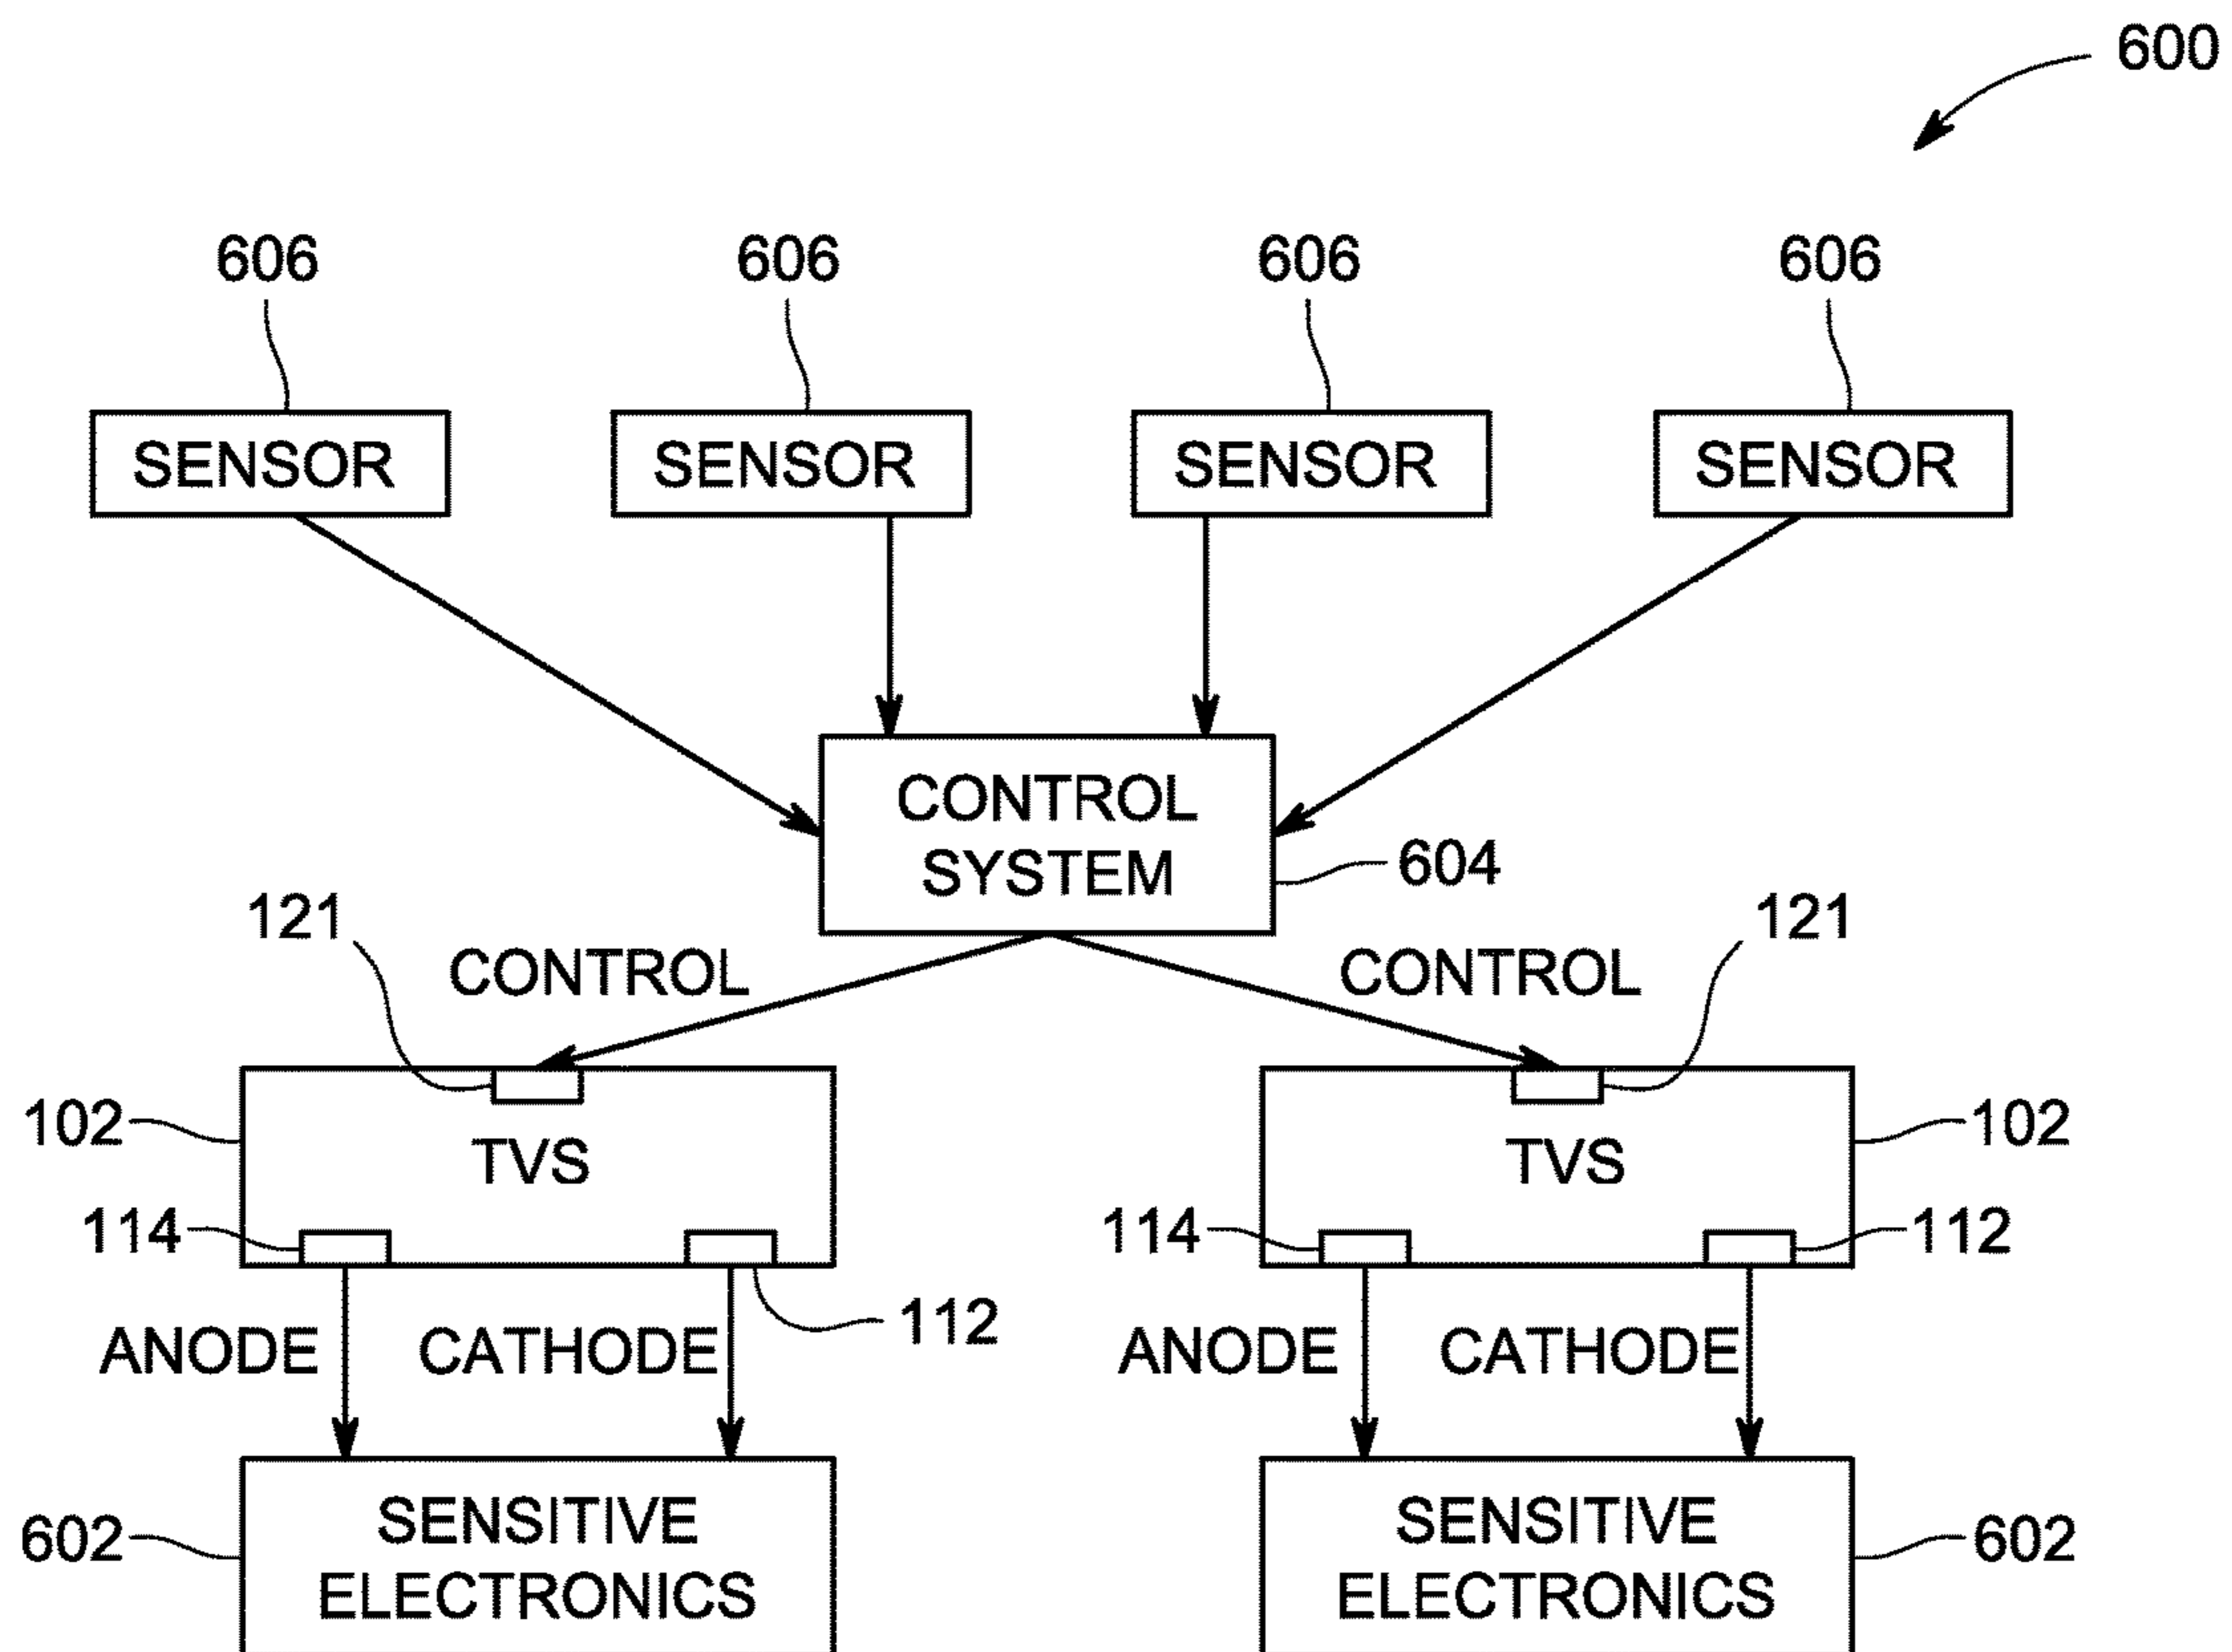 600
606 606 606 606
SENSOR SENSOR SENSOR SENSOR
CONTROL
SYSTEM
604
121 121
CONTROL CONTROL
102 TVS TVS 102
114 114 112
112
ANODE CATHODE ANODE CATHODE
602 SENSITIVE SENSITIVE 602
ELECTRONICS ELECTRONICS